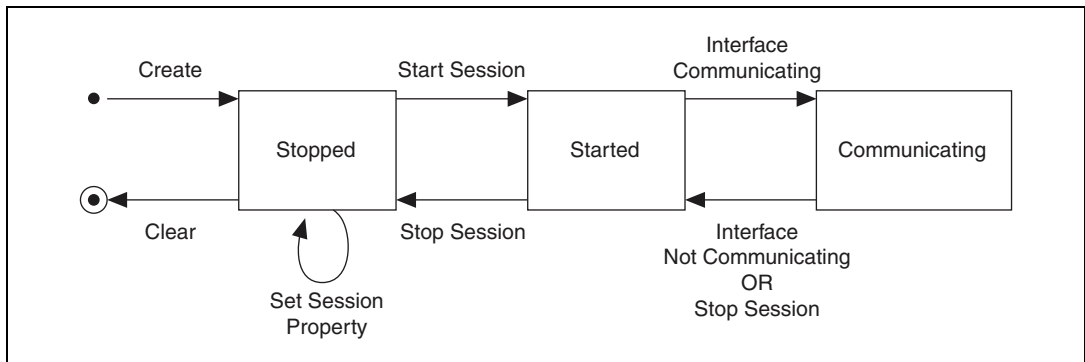 Create
Start Session
Interface
Communicating
Stopped
Started
Communicating
Clear
Stop Session
Interface
Not Communicating
OR
Stop Session
Set Session
Property